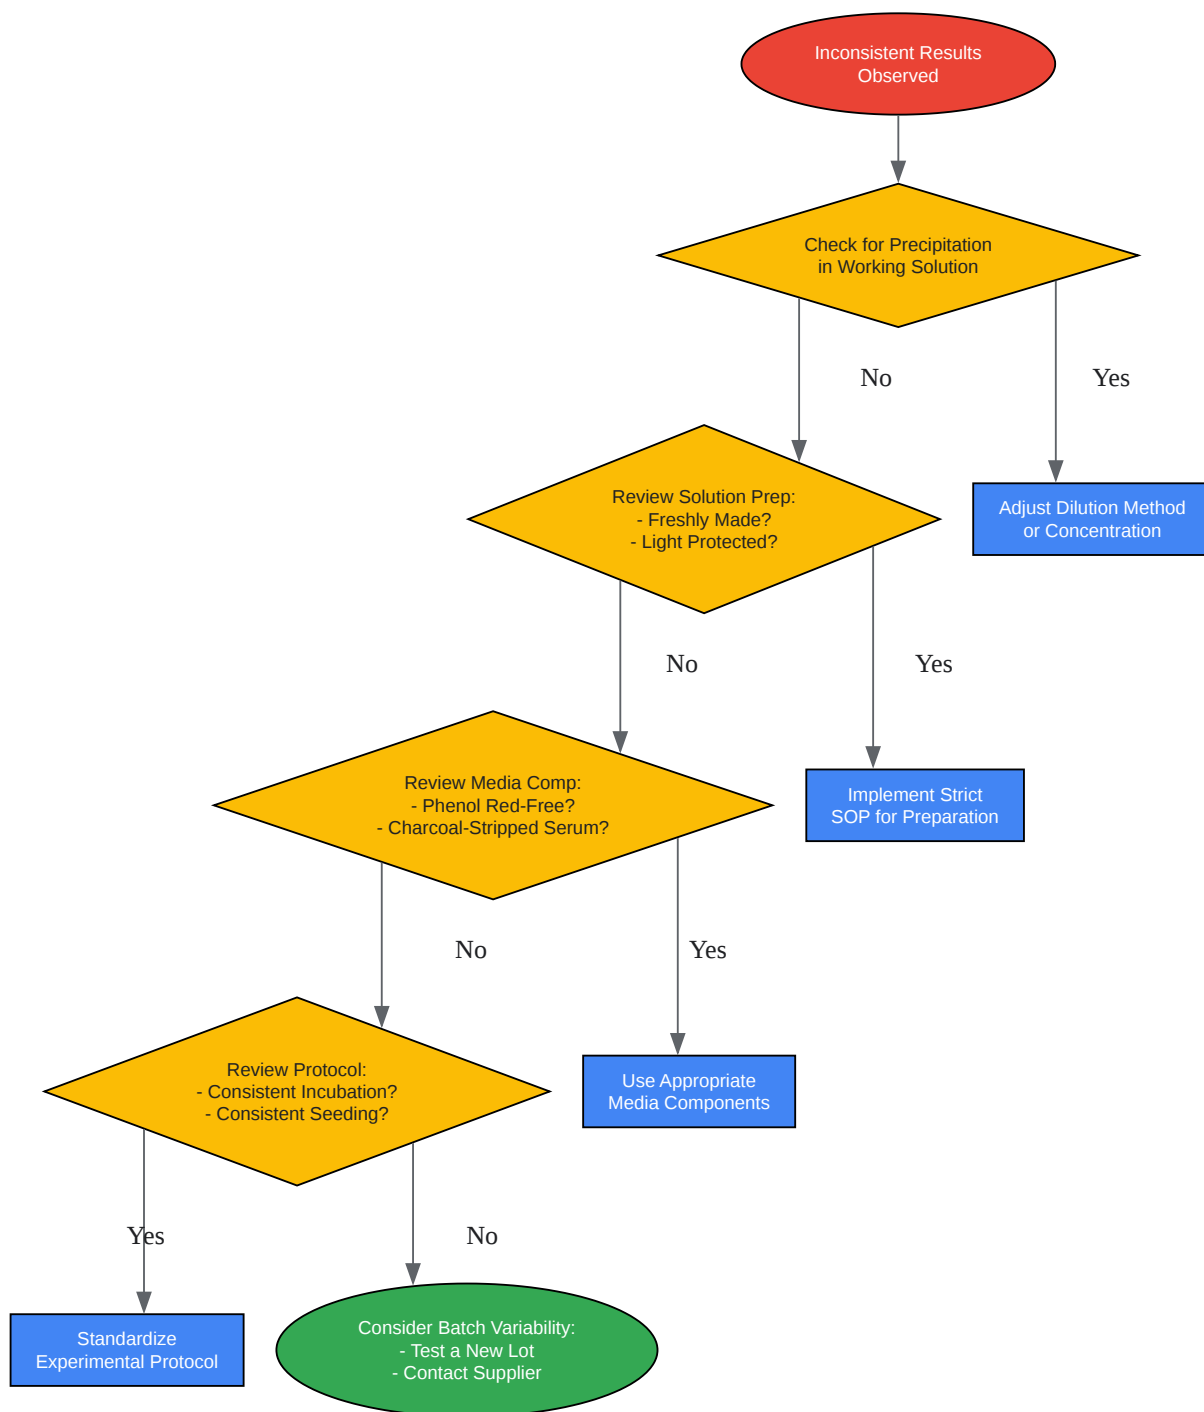 Inconsistent Results
Observed
Check for Precipitation
in Working Solution
No
Yes
Review Solution Prep:
- Freshly Made?
- Light Protected?
Adjust Dilution Method
or Concentration
No
Yes
Review Media Comp:
- Phenol Red-Free?
- Charcoal-Stripped Serum?
Implement Strict
SOP for Preparation
No
Yes
Review Protocol:
- Consistent Incubation?
- Consistent Seeding?
Use Appropriate
Media Components
Yes
No
Standardize
Experimental Protocol
Consider Batch Variability:
- Test a New Lot
- Contact Supplier